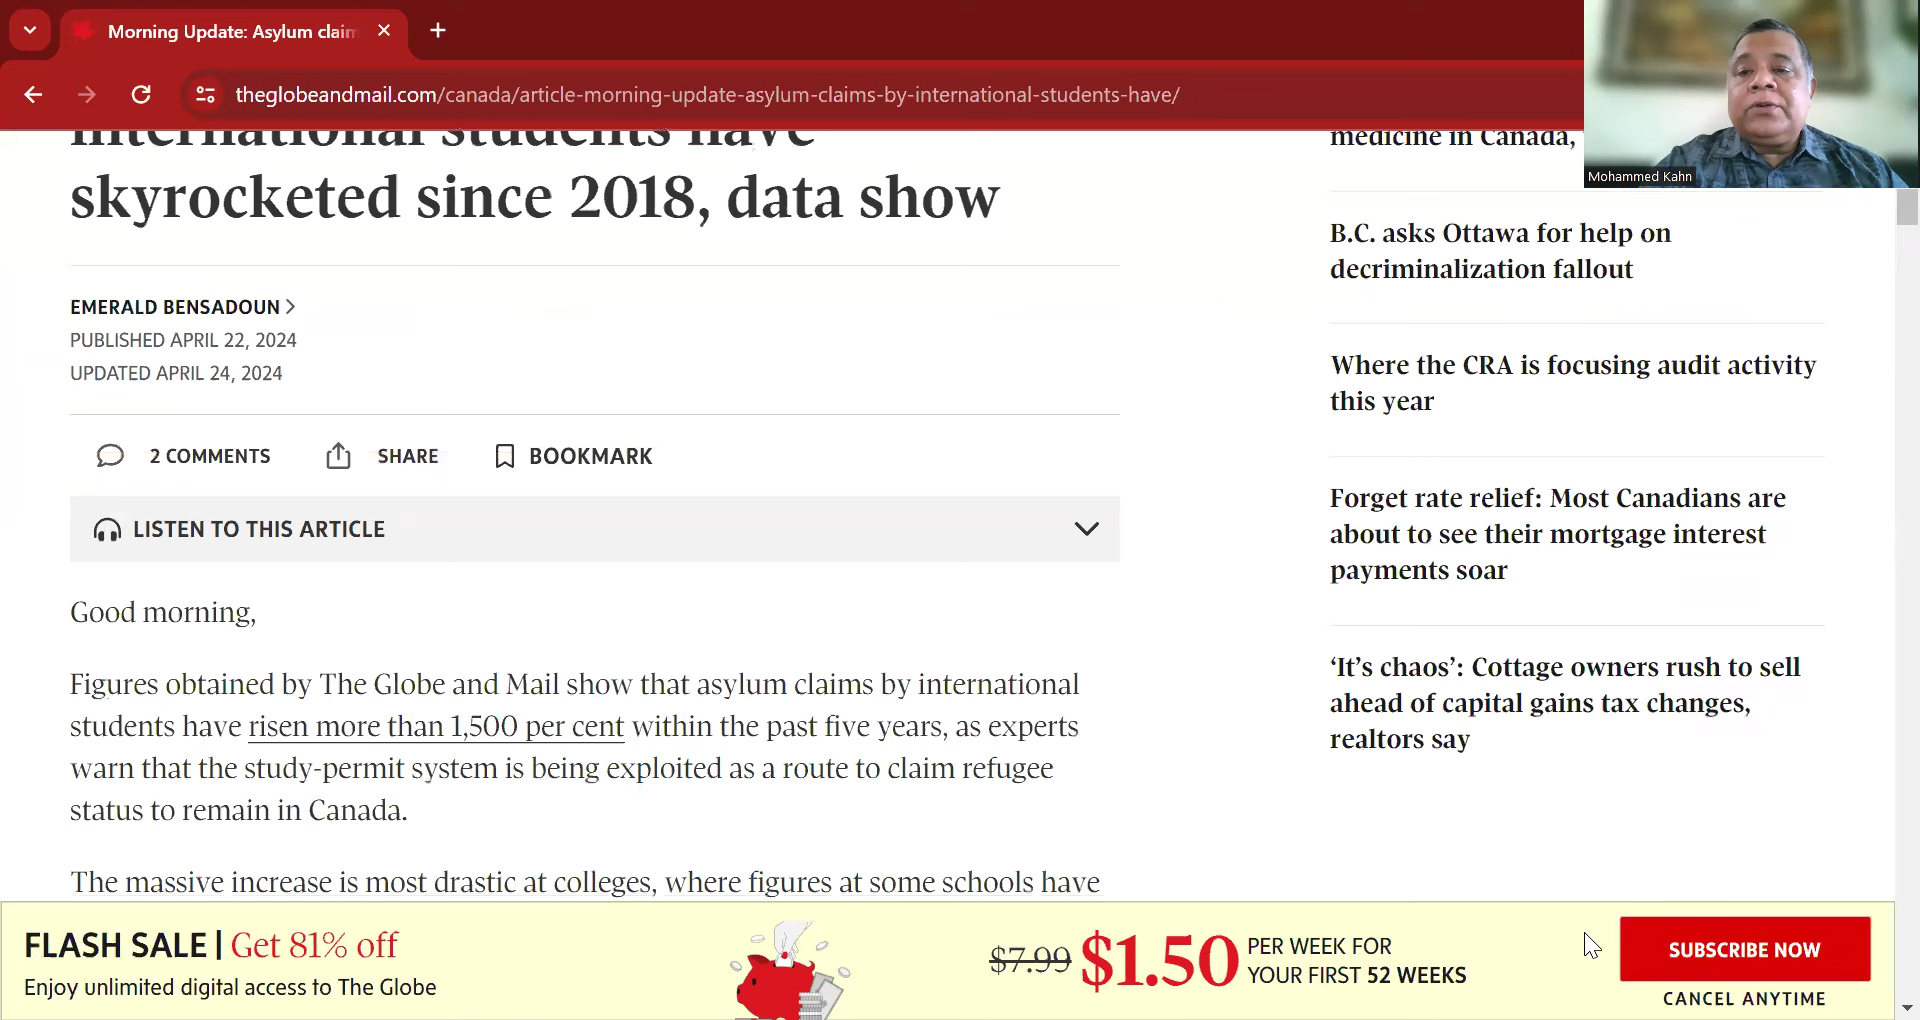 Morning Update: Asylum claim
theglobeandmail.com/canada/article-morning-update-asylum-claims-by-international-students-have/
international students have
skyrocketed since 2018, data show
EMERALD BENSADOUN >
PUBLISHED APRIL 22, 2024
UPDATED APRIL 24, 2024
2 COMMENTS SHARE BOOKMARK
LISTEN TO THIS ARTICLE
Good morning,
Figures obtained by The Globe and Mail show that asylum claims by international
students have risen more than 1,500 per cent within the past five years, as experts
warn that the study-permit system is being exploited as a route to claim refugee
status to remain in Canada.
The massive increase is most drastic at colleges, where figures at some schools have
medicine in Canada,
B.C. asks Ottawa for help on
decriminalization fallout
Where the CRA is focusing audit activity
this year
Forget rate relief: Most Canadians are
about to see their mortgage interest
payments soar
‘It’s chaos’: Cottage owners rush to sell
ahead of capital gains tax changes,
realtors say
Mohammed Kahn
FLASH SALE | Get 81% off
Enjoy unlimited digital access to The Globe
$7.99 $1.50 PER WEEK FOR
YOUR FIRST 52 WEEKS
SUBSCRIBE NOW
CANCEL ANYTIME